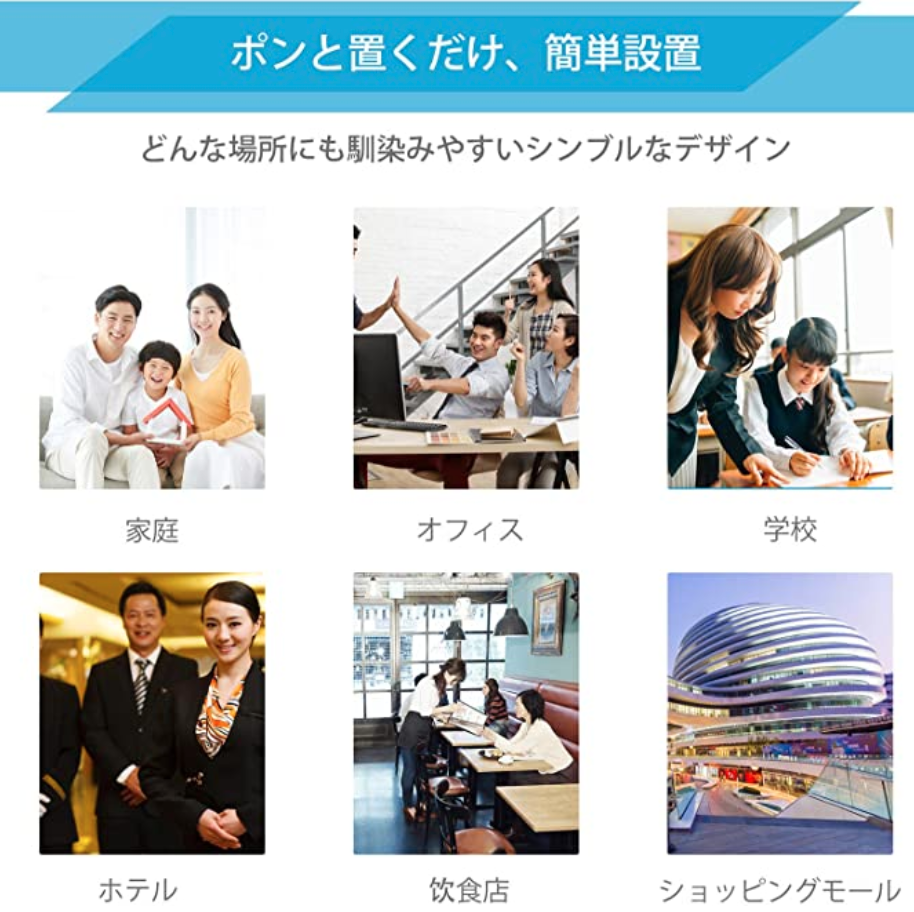 ポンと置くだけ、簡単設置
どんな場所にも馴染みやすいシンプルなデザイン
家庭
オフィス
学校
ホテル
飲食店
ショッピングモール